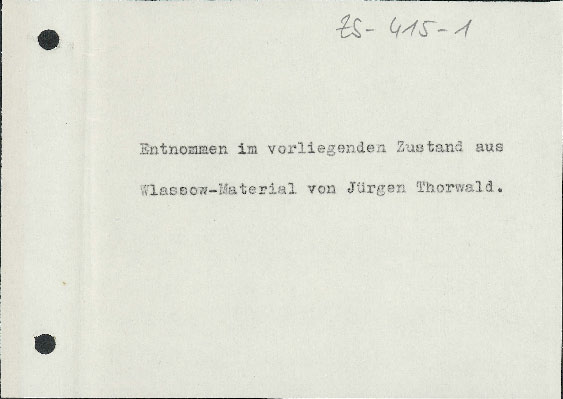 ZS-415-1
Entnommen im vorliegenden Zustand aus
Wlassow-Material von Jürgen Thorwald.